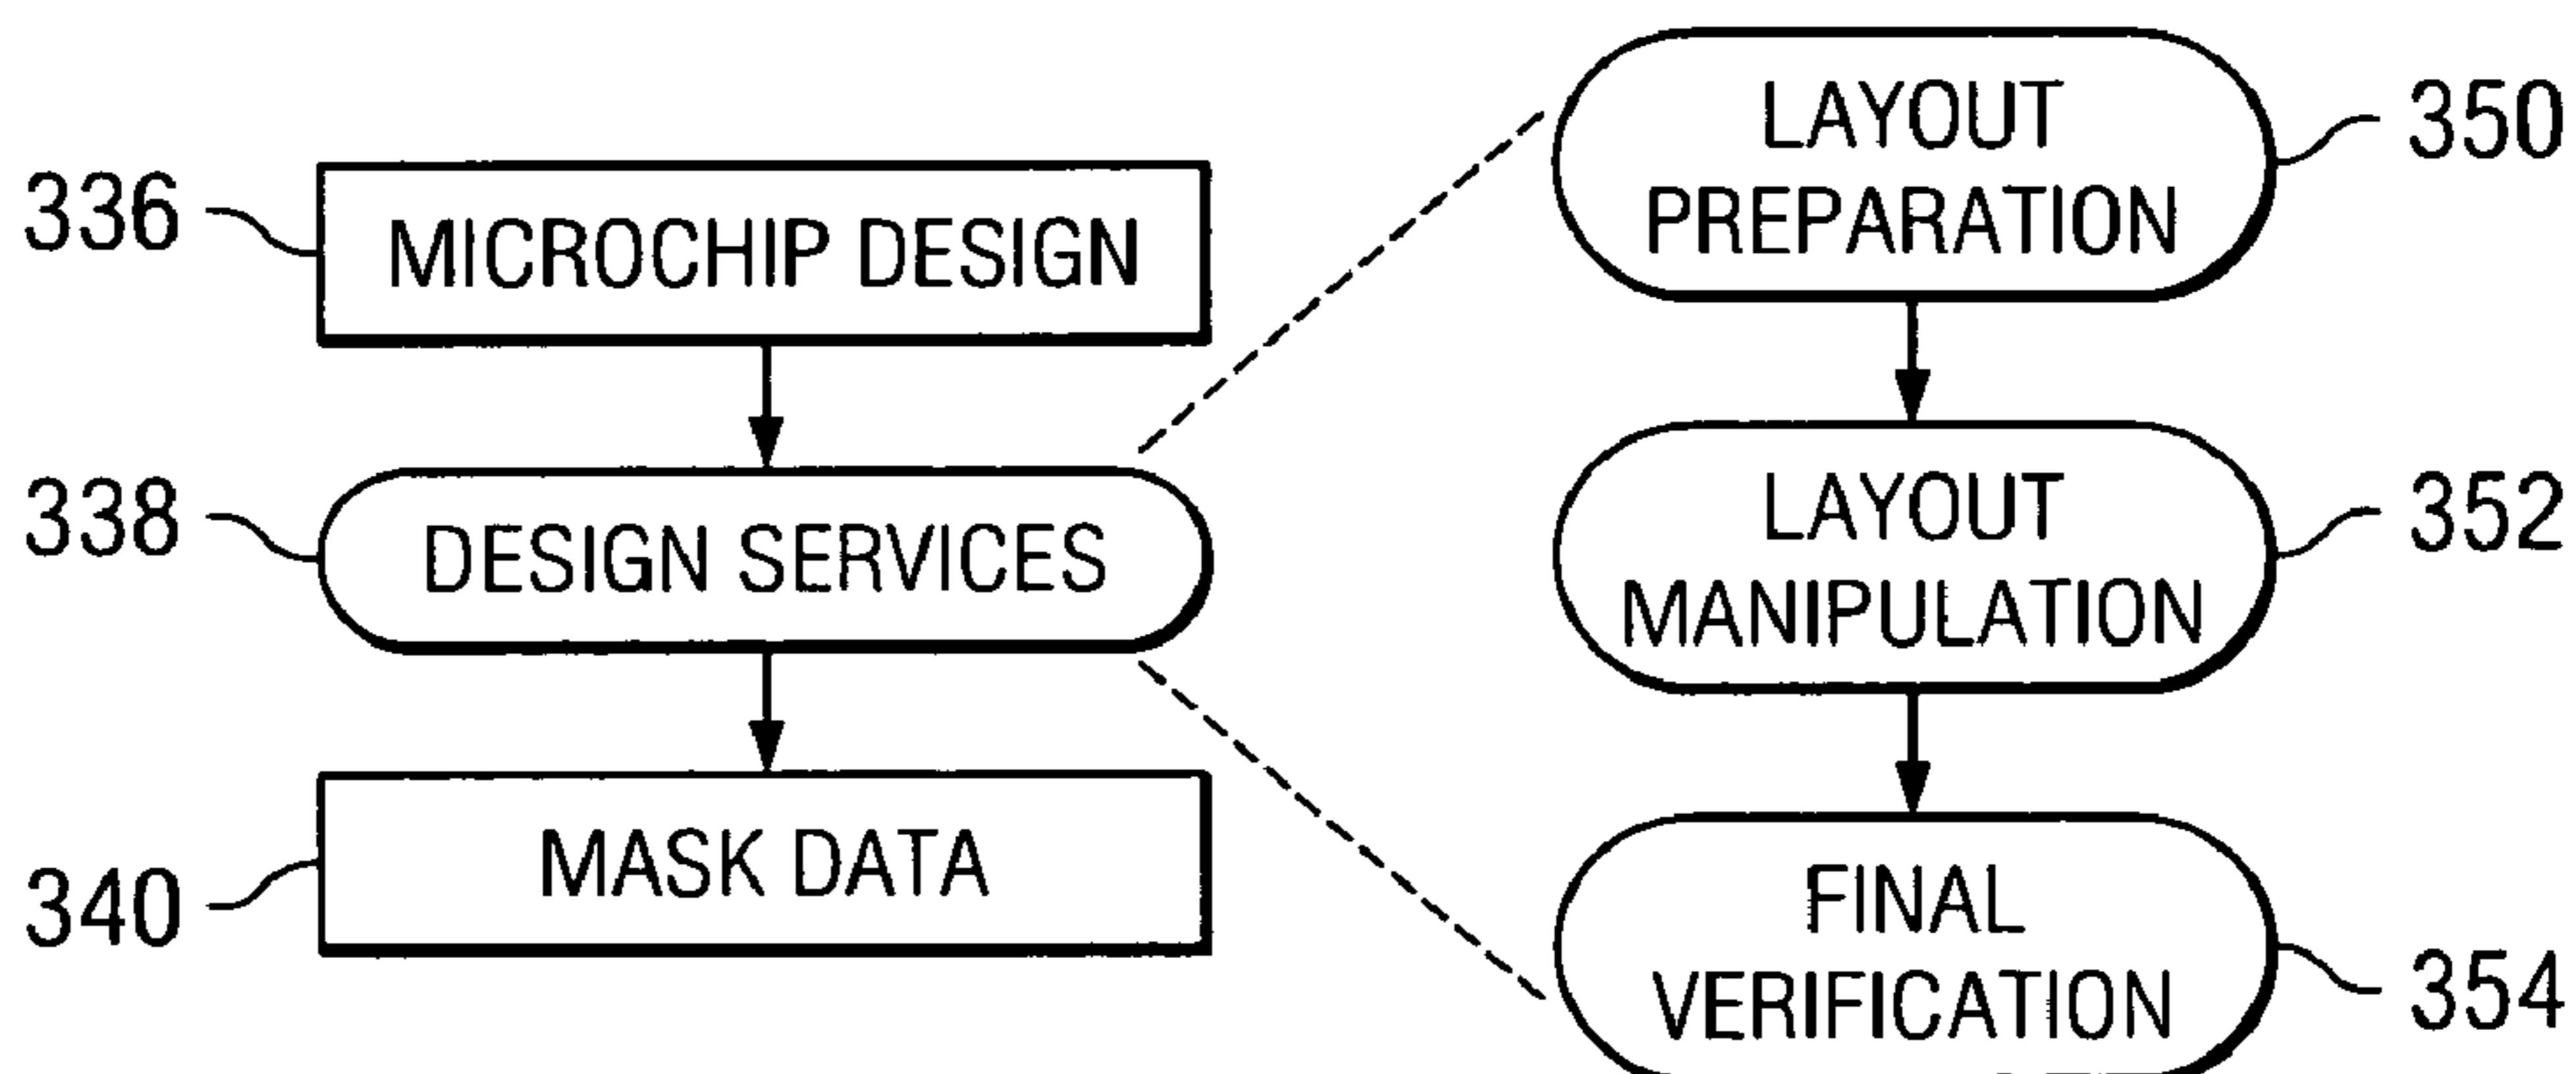 336
MICROCHIP DESIGN
338
DESIGN SERVICES
340
MASK DATA
LAYOUT
PREPARATION
350
LAYOUT
MANIPULATION
352
FINAL
VERIFICATION
354